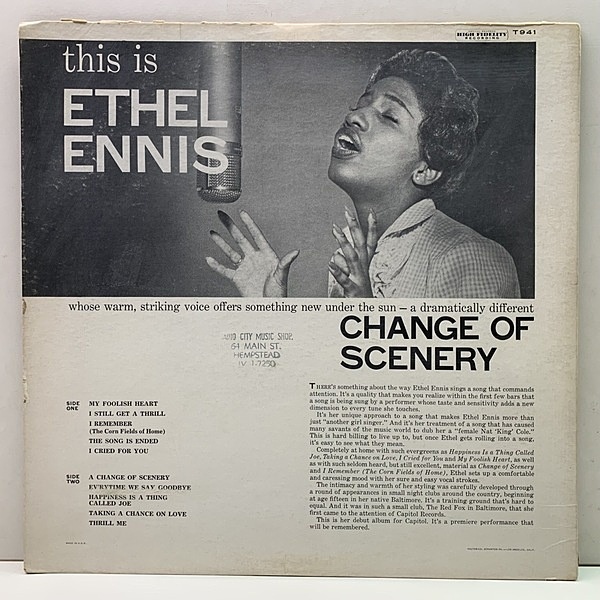 HIGH FIDELITY
RECORDING
T941
this is
ETHEL
ENNIS
whose warm, striking voice offers something new under the sun – a dramatically different
CHANGE OF
SCENERY
CITY MUSIC SHOP
MAIN ST.
HEMPSTEAD
SIDE ONE
MY FOOLISH HEART
I STILL GET A THRILL
I REMEMBER
(The Corn Fields of Home)
THE SONG IS ENDED
I CRIED FOR YOU
SIDE TWO
A CHANGE OF SCENERY
EV'RYTIME WE SAY GOODBYE
HAPPINESS IS A THING
CALLED JOE
TAKING A CHANCE ON LOVE
THRILL ME
THERE'S something about the way Ethel Ennis sings a song that commands
attention. It's a quality that makes you realize within the first few bars that
a song is being sung by a performer whose taste and sensitivity adds a new
dimension to every tune she touches.
It's her unique approach to a song that makes Ethel Ennis more than
just "another girl singer." And it's her treatment of a song that has caused
many savants of the music world to dub her a "female Nat 'King' Cole."
This is hard billing to live up to, but once Ethel gets rolling into a song,
it's easy to see what they mean.
Completely at home with such evergreens as Happiness Is a Thing Called
Joe, Taking a Chance on Love, I Cried for You and My Foolish Heart, as well
as with such seldom heard, but still excellent, material as Change of Scenery
and I Remember (The Corn Fields of Home), Ethel sets up a comfortable
and caressing mood with her sure and easy vocal strokes.
The intimacy and warmth of her styling was carefully developed through
a round of appearances in small night clubs around the country, beginning
at age fifteen in her native Baltimore. It's a training ground that's hard to
equal. And it was in such a small club, The Red Fox in Baltimore, that she
first came to the attention of Capitol Records.
This is her debut album for Capitol. It's a premiere performance that
will be remembered.